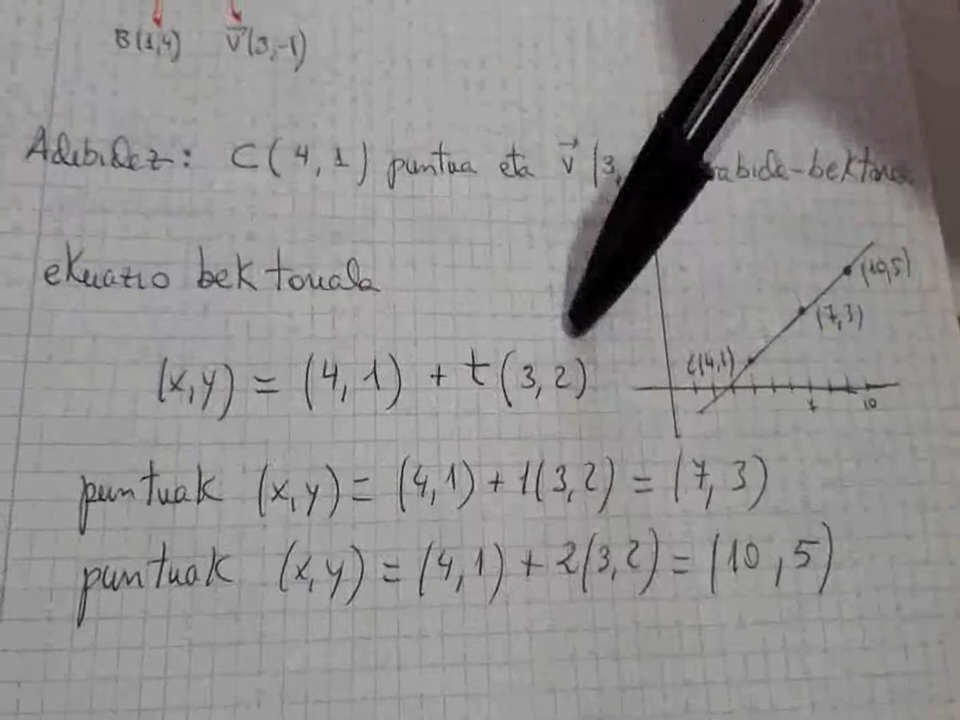 B(1,4) v⃗(3,-1)
Adibidez: C(4,1) puntua eta v⃗(3,
ekuazio bektoriala
(x,y) = (4,1) + t(3,2)
puntuak (x,y) = (4,1) + 1(3,2) = (7,3)
puntuak (x,y) = (4,1) + 2(3,2) = (10,5)
(10,5)
(7,3)
C(4,1)
7 10